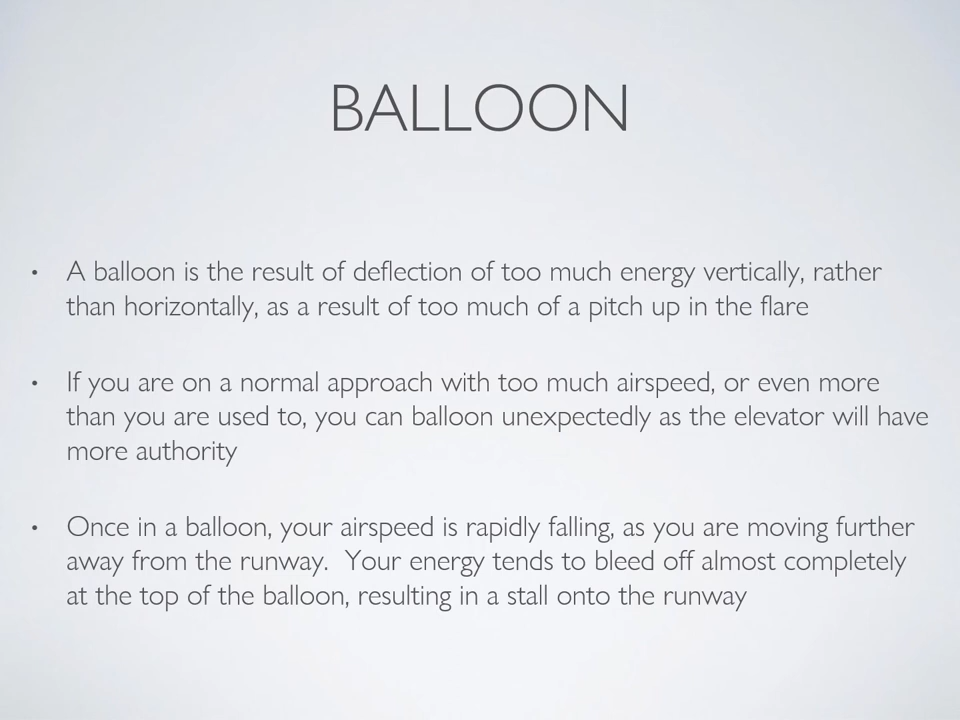 BALLOON
• A balloon is the result of deflection of too much energy vertically, rather
than horizontally, as a result of too much of a pitch up in the flare
• If you are on a normal approach with too much airspeed, or even more
than you are used to, you can balloon unexpectedly as the elevator will have
more authority
• Once in a balloon, your airspeed is rapidly falling, as you are moving further
away from the runway.  Your energy tends to bleed off almost completely
at the top of the balloon, resulting in a stall onto the runway